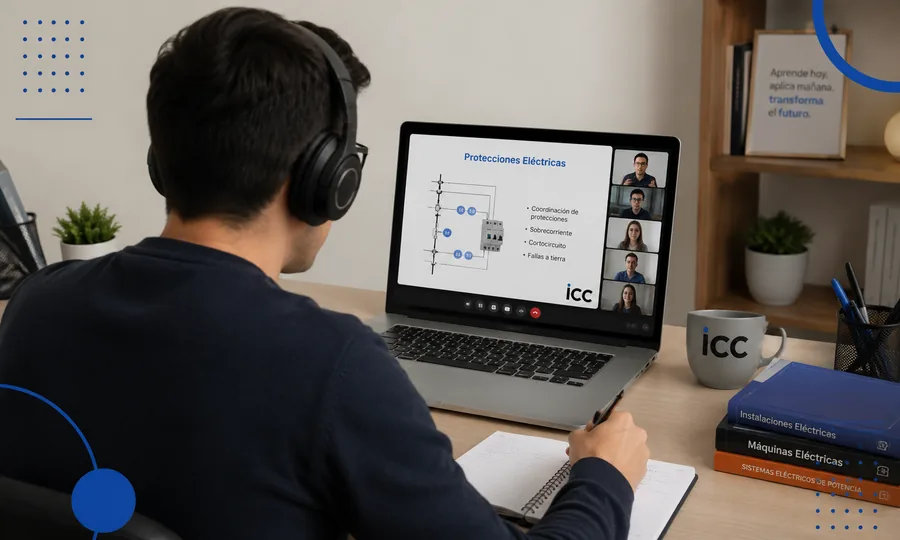 Aprende hoy,
aplica mañana.
transforma
el futuro.
Protecciones Eléctricas
• Coordinación de
protecciones
• Sobrecorriente
• Cortocircuito
• Fallas a tierra
icc
icc
Instalaciones Eléctricas
Máquinas Eléctricas
SISTEMAS ELÉCTRICOS DE POTENCIA